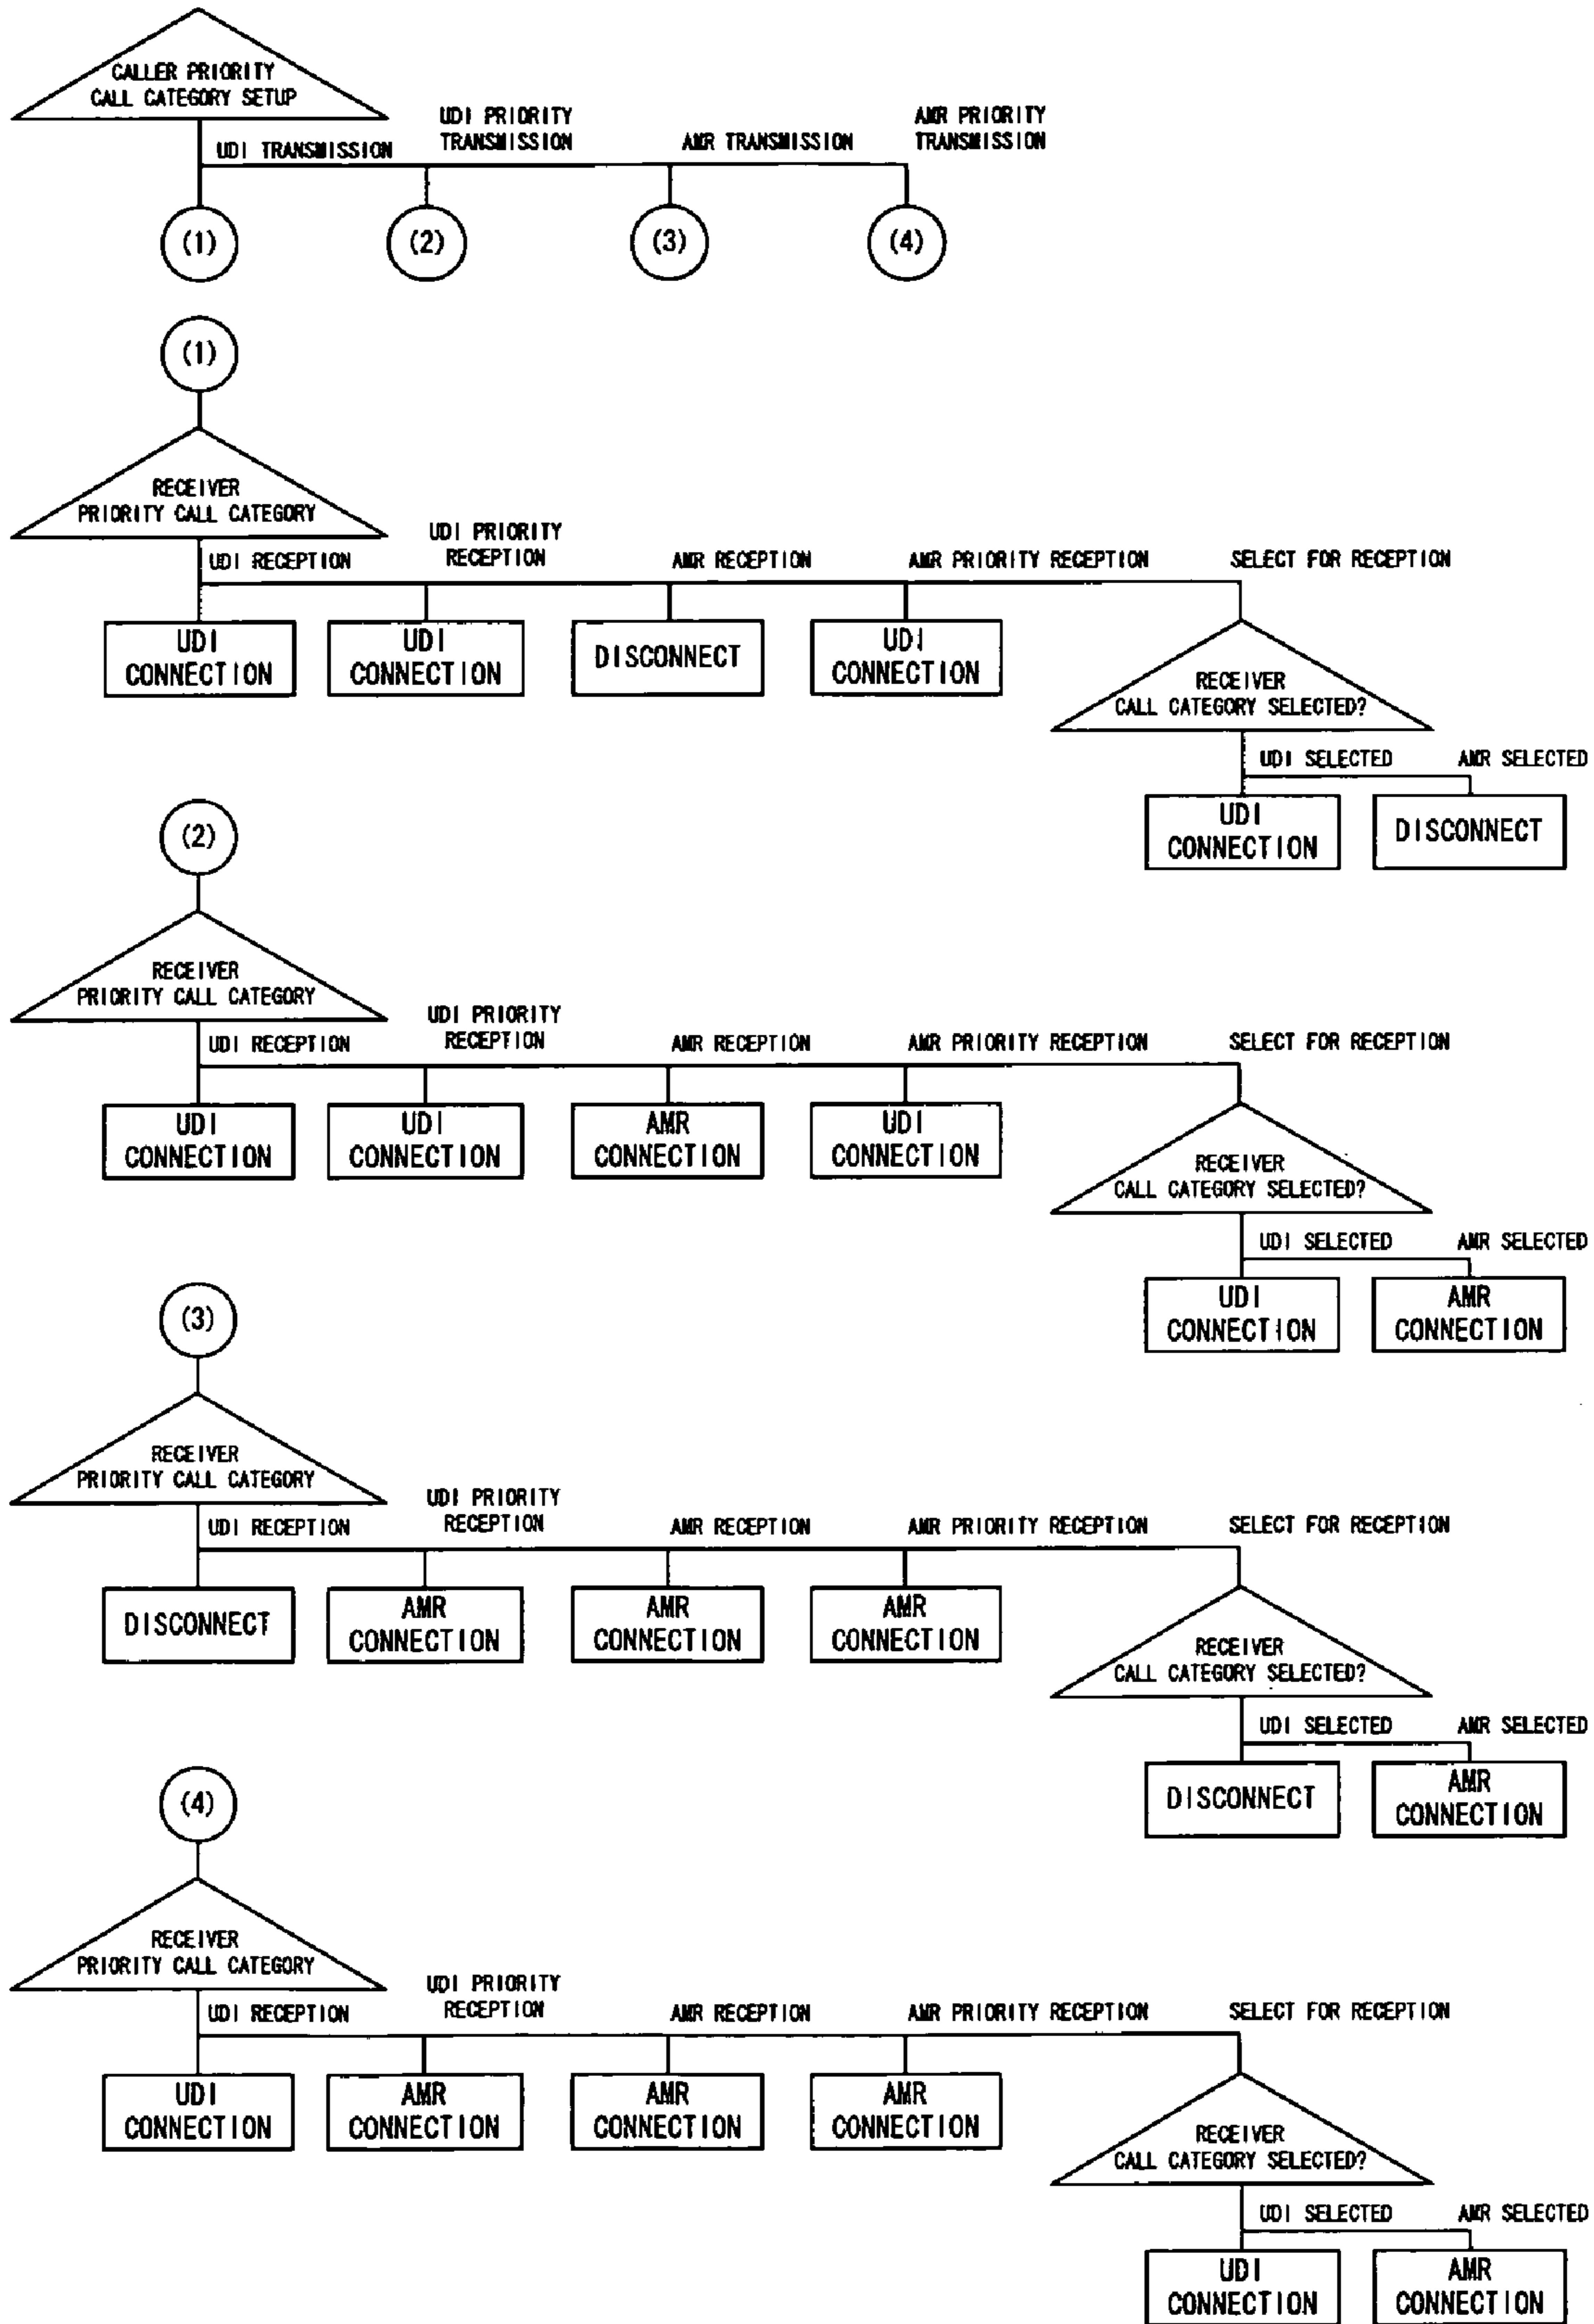 CALLER PRIORITY
CALL CATEGORY SETUP
UDI TRANSMISSION
UDI PRIORITY
TRANSMISSION
AMR TRANSMISSION
AMR PRIORITY
TRANSMISSION
(1)
(2)
(3)
(4)
(1)
RECEIVER
PRIORITY CALL CATEGORY
UDI RECEPTION
UDI PRIORITY
RECEPTION
AMR RECEPTION
AMR PRIORITY RECEPTION
SELECT FOR RECEPTION
UDI
CONNECTION
UDI
CONNECTION
DISCONNECT
UDI
CONNECTION
RECEIVER
CALL CATEGORY SELECTED?
UDI SELECTED
AMR SELECTED
UDI
CONNECTION
DISCONNECT
(2)
RECEIVER
PRIORITY CALL CATEGORY
UDI RECEPTION
UDI PRIORITY
RECEPTION
AMR RECEPTION
AMR PRIORITY RECEPTION
SELECT FOR RECEPTION
UDI
CONNECTION
UDI
CONNECTION
AMR
CONNECTION
UDI
CONNECTION
RECEIVER
CALL CATEGORY SELECTED?
UDI SELECTED
AMR SELECTED
UDI
CONNECTION
AMR
CONNECTION
(3)
RECEIVER
PRIORITY CALL CATEGORY
UDI RECEPTION
UDI PRIORITY
RECEPTION
AMR RECEPTION
AMR PRIORITY RECEPTION
SELECT FOR RECEPTION
DISCONNECT
AMR
CONNECTION
AMR
CONNECTION
AMR
CONNECTION
RECEIVER
CALL CATEGORY SELECTED?
UDI SELECTED
AMR SELECTED
DISCONNECT
AMR
CONNECTION
(4)
RECEIVER
PRIORITY CALL CATEGORY
UDI RECEPTION
UDI PRIORITY
RECEPTION
AMR RECEPTION
AMR PRIORITY RECEPTION
SELECT FOR RECEPTION
UDI
CONNECTION
AMR
CONNECTION
AMR
CONNECTION
AMR
CONNECTION
RECEIVER
CALL CATEGORY SELECTED?
UDI SELECTED
AMR SELECTED
UDI
CONNECTION
AMR
CONNECTION